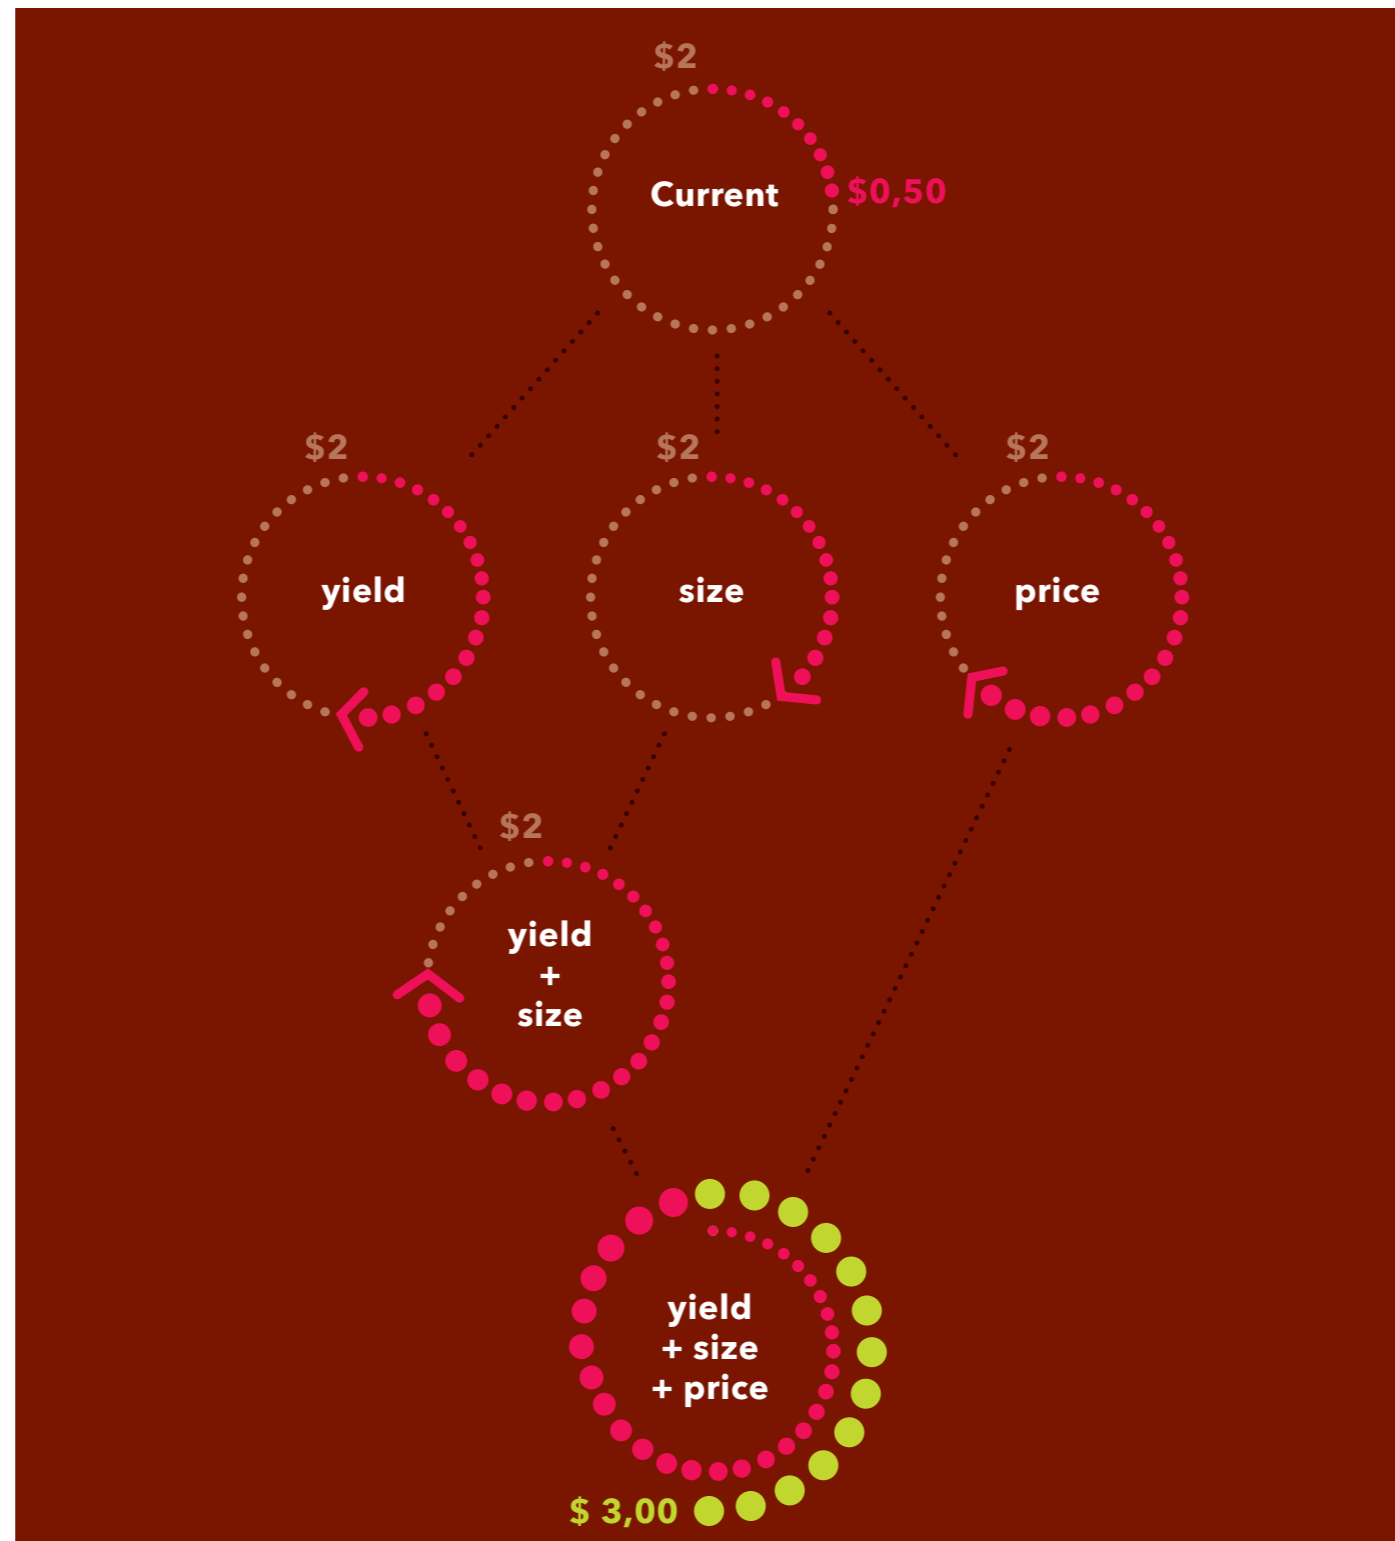 $2
Current
$0,50
$2
$2
$2
yield
size
price
$2
yield
+
size
yield
+ size
+ price
$ 3,00